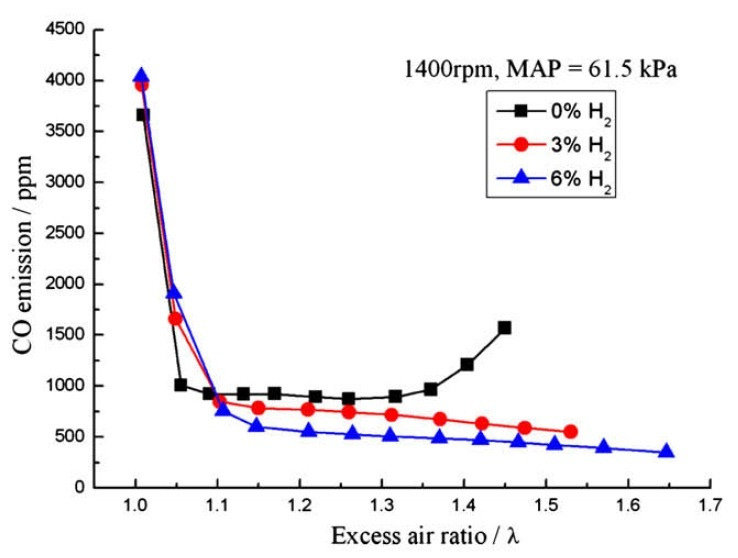 4500
4000
3500
3000
2500
2000
1500
1000
500
0
CO emission / ppm
1400rpm, MAP = 61.5 kPa
0% H₂
3% H₂
6% H₂
1.0 1.1 1.2 1.3 1.4 1.5 1.6 1.7
Excess air ratio / λ